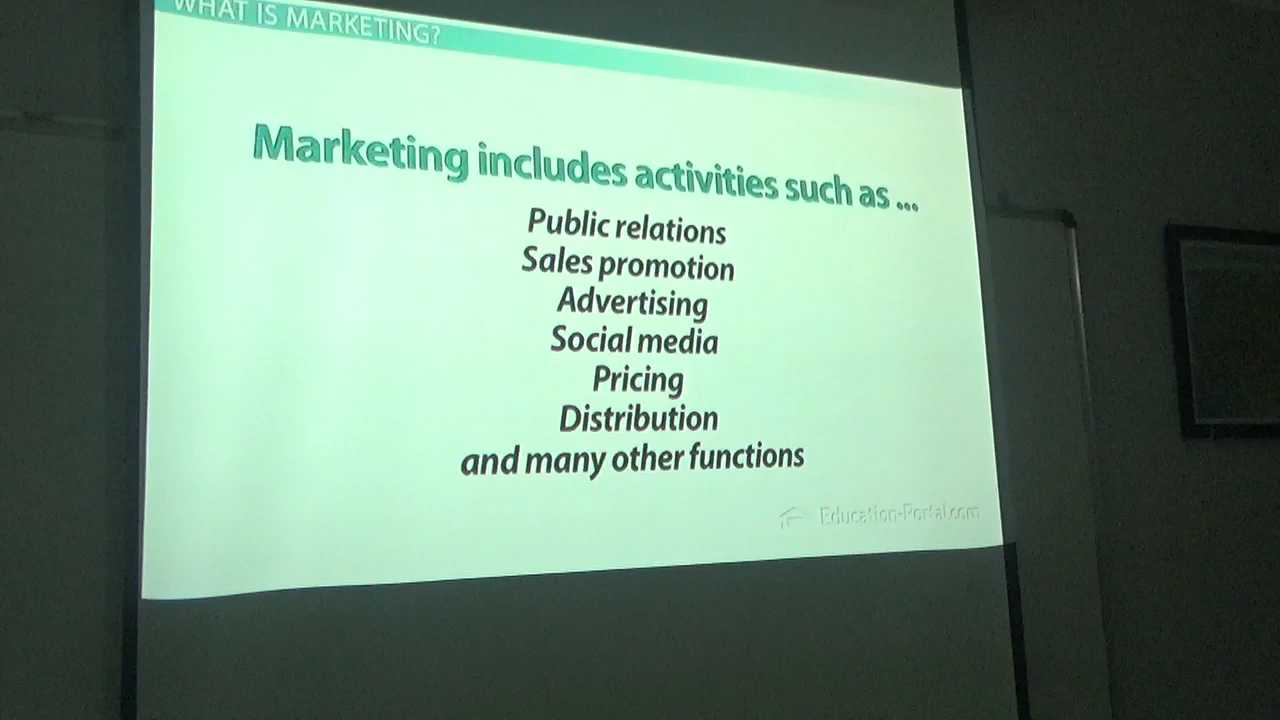 WHAT IS MARKETING?
Marketing includes activities such as ...
Public relations
Sales promotion
Advertising
Social media
Pricing
Distribution
and many other functions
Education-Portal.com